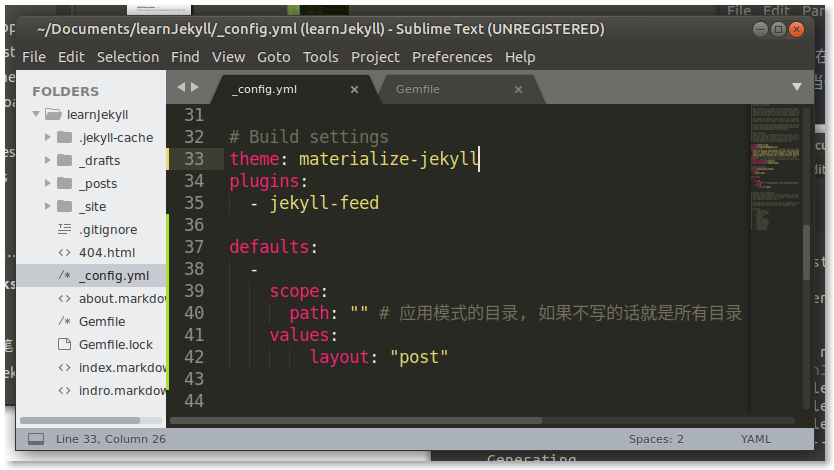 ~/Documents/learnJekyll/_config.yml (learnJekyll) - Sublime Text (UNREGISTERED)
File Edit Selection Find View Goto Tools Project Preferences Help
FOLDERS
learnJekyll
.jekyll-cache
_drafts
_posts
_site
.gitignore
404.html
_config.yml
about.markdow
Gemfile
Gemfile.lock
index.markdow
indro.markdow
_config.yml
Gemfile
31
32 # Build settings
33 theme: materialize-jekyll
34 plugins:
35 - jekyll-feed
36
37 defaults:
38 -
39 scope:
40 path: "" # 应用模式的目录, 如果不写的话就是所有目录
41 values:
42 layout: "post"
43
44
Line 33, Column 26
Spaces: 2
YAML
File Edit
Generating